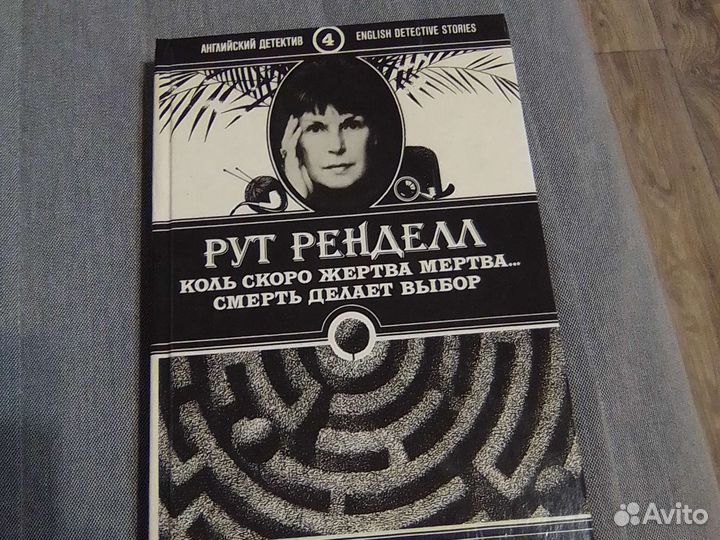 АНГЛИЙСКИЙ ДЕТЕКТИВ 4 ENGLISH DETECTIVE STORIES
РУТ РЕНДЕЛЛ
КОЛЬ СКОРО ЖЕРТВА МЕРТВА...
СМЕРТЬ ДЕЛАЕТ ВЫБОР
Avito